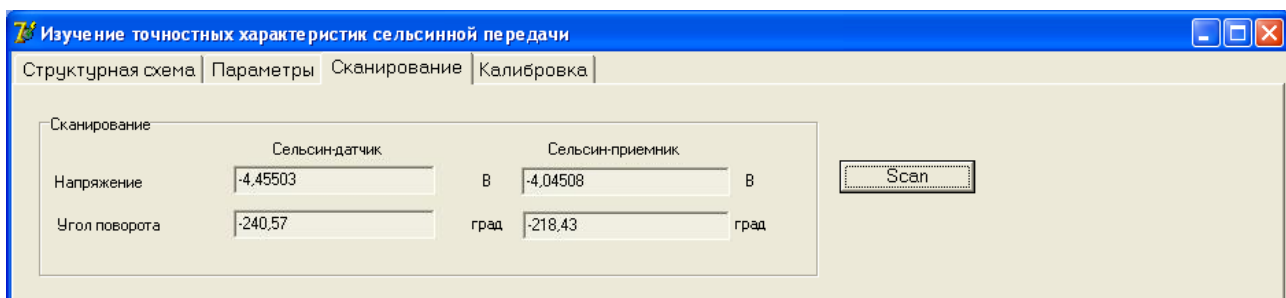 Изучение точностных характеристик сельсинной передачи
Структурная схема Параметры Сканирование Калибровка
Сканирование
Сельсин-датчик Сельсин-приемник
Напряжение -4,45503 В -4,04508 В Scan
Угол поворота -240,57 град -218,43 град